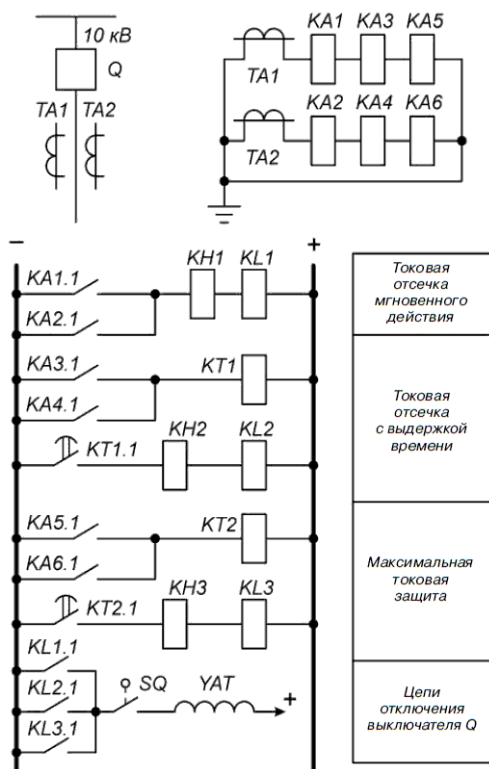 10 кВ
Q
TA1 TA2
KA1 KA3 KA5
TA1
KA2 KA4 KA6
TA2
– +
KH1 KL1
KA1.1
KA2.1
Токовая
отсечка
мгновенного
действия
KA3.1 KT1
KA4.1
KH2 KL2
KT1.1
Токовая
отсечка
с выдержкой
времени
KA5.1 KT2
KA6.1
KH3 KL3
KT2.1
Максимальная
токовая
защита
KL1.1
KL2.1 SQ YAT +
KL3.1
Цепи
отключения
выключателя Q